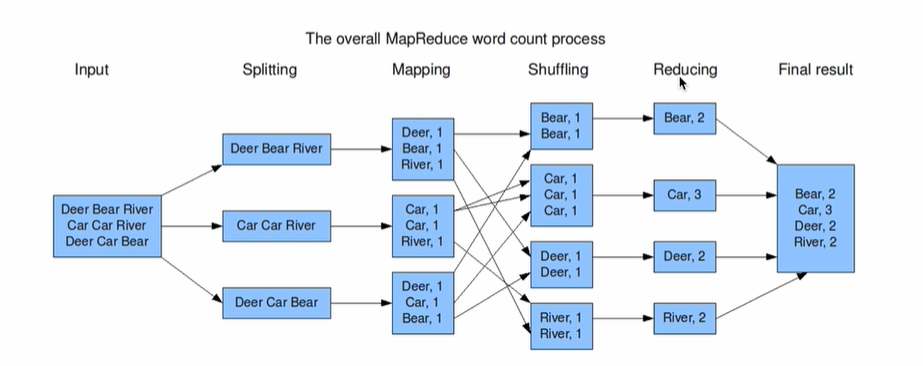 The overall MapReduce word count process
Input
Splitting
Mapping
Shuffling
Reducing
Final result
Deer Bear River
Car Car River
Deer Car Bear
Deer Bear River
Car Car River
Deer Car Bear
Deer, 1
Bear, 1
River, 1
Car, 1
Car, 1
River, 1
Deer, 1
Car, 1
Bear, 1
Bear, 1
Bear, 1
Car, 1
Car, 1
Car, 1
Deer, 1
Deer, 1
River, 1
River, 1
Bear, 2
Car, 3
Deer, 2
River, 2
Bear, 2
Car, 3
Deer, 2
River, 2